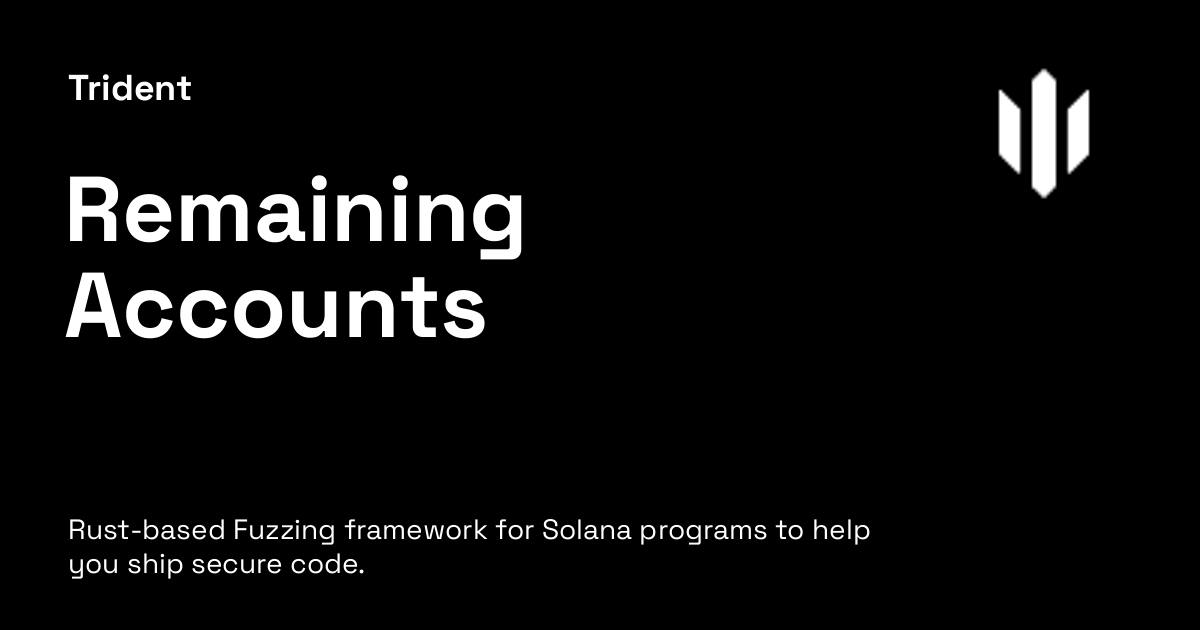 Trident
Remaining
Accounts
Rust-based Fuzzing framework for Solana programs to help
you ship secure code.